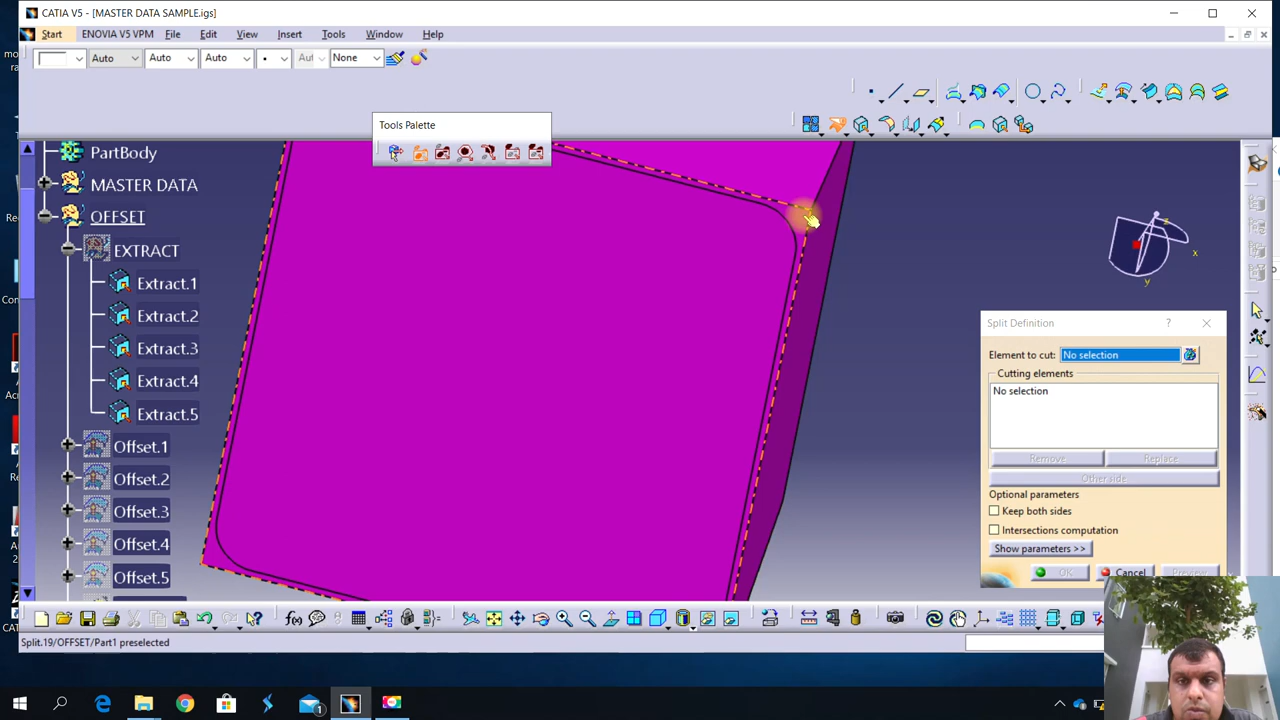 CATIA V5 - [MASTER DATA SAMPLE.igs]
Start ENOVIA V5 VPM File Edit View Insert Tools Window Help
Auto Auto Auto Aut None
Tools Palette
PartBody
MASTER DATA
OFFSET
EXTRACT
Extract.1
Extract.2
Extract.3
Extract.4
Extract.5
Offset.1
Offset.2
Offset.3
Offset.4
Offset.5
z
x
y
Split Definition ?
Element to cut: No selection
Cutting elements
No selection
Remove Replace
Other side
Optional parameters
Keep both sides
Intersections computation
Show parameters >>
OK Cancel Preview
f(x)
Split.19/OFFSET/Part1 preselected
1